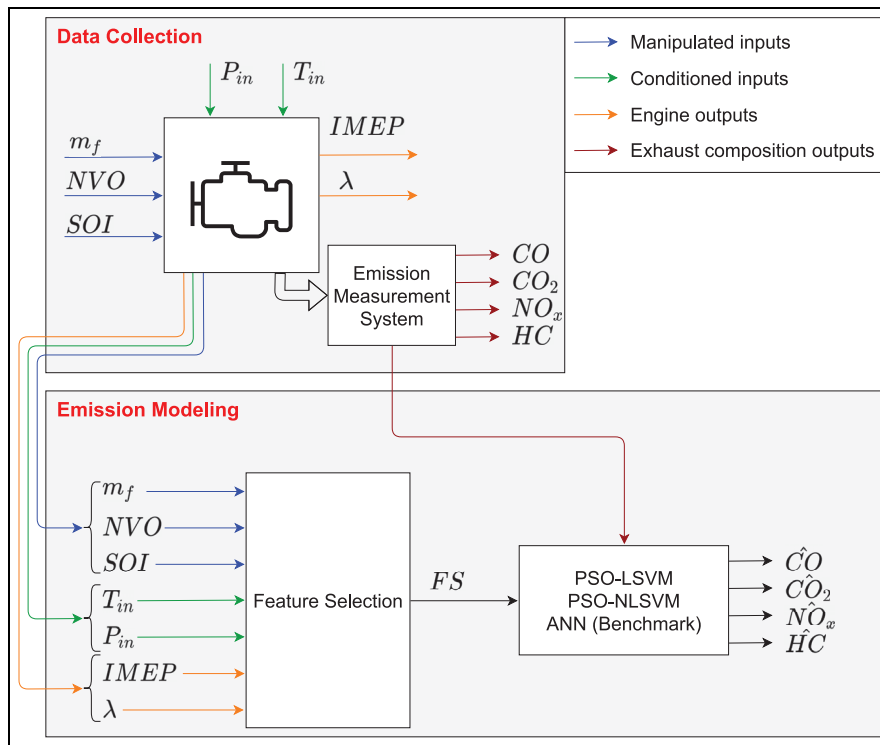 Data Collection
P_in
T_in
m_f
NVO
SOI
IMEP
λ
Emission
Measurement
System
CO
CO_2
NO_x
HC
Manipulated inputs
Conditioned inputs
Engine outputs
Exhaust composition outputs
Emission Modeling
m_f
NVO
SOI
T_in
P_in
IMEP
λ
Feature Selection
FS
PSO-LSVM
PSO-NLSVM
ANN (Benchmark)
CÔ
CÔ_2
NÔ_x
HĈ